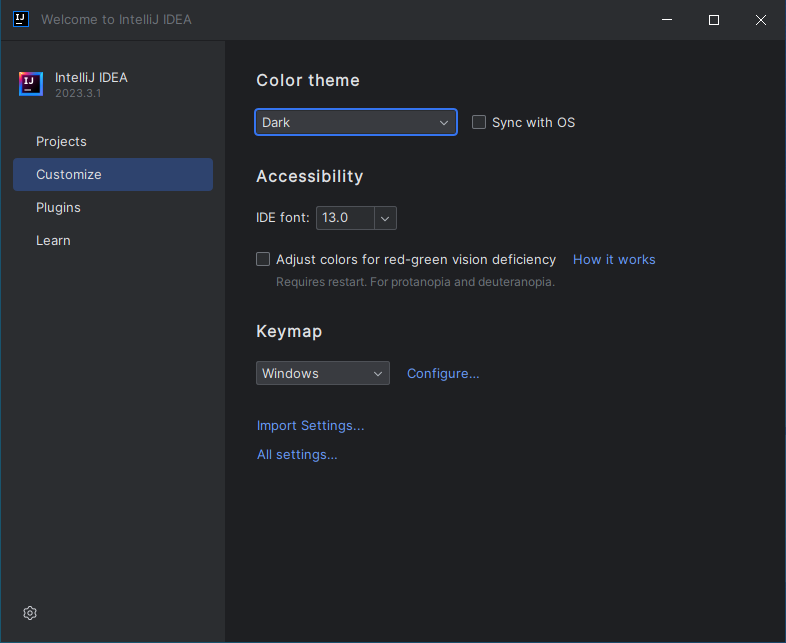 Welcome to IntelliJ IDEA
IntelliJ IDEA
2023.3.1
Projects
Customize
Plugins
Learn
Color theme
Dark
Sync with OS
Accessibility
IDE font: 13.0
Adjust colors for red-green vision deficiency How it works
Requires restart. For protanopia and deuteranopia.
Keymap
Windows Configure...
Import Settings...
All settings...